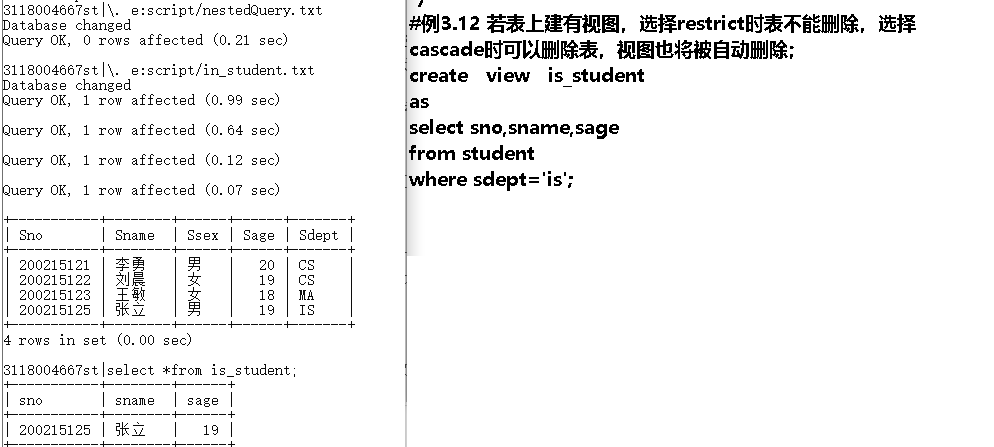 3118004667st|\. e:script/nestedQuery.txt
Database changed
Query OK, 0 rows affected (0.21 sec)
3118004667st|\. e:script/in_student.txt
Database changed
Query OK, 1 row affected (0.99 sec)
Query OK, 1 row affected (0.64 sec)
Query OK, 1 row affected (0.12 sec)
Query OK, 1 row affected (0.07 sec)
+-----------+-------+------+------+-------+
| Sno | Sname | Ssex | Sage | Sdept |
+-----------+-------+------+------+-------+
| 200215121 | 李勇 | 男 | 20 | CS |
| 200215122 | 刘晨 | 女 | 19 | CS |
| 200215123 | 王敏 | 女 | 18 | MA |
| 200215125 | 张立 | 男 | 19 | IS |
+-----------+-------+------+------+-------+
4 rows in set (0.00 sec)
3118004667st|select *from is_student;
+-----------+-------+------+
| sno | sname | sage |
+-----------+-------+------+
| 200215125 | 张立 | 19 |
+-----------+-------+------+
#例3.12 若表上建有视图，选择restrict时表不能删除，选择
cascade时可以删除表，视图也将被自动删除;
create view is_student
as
select sno,sname,sage
from student
where sdept='is';